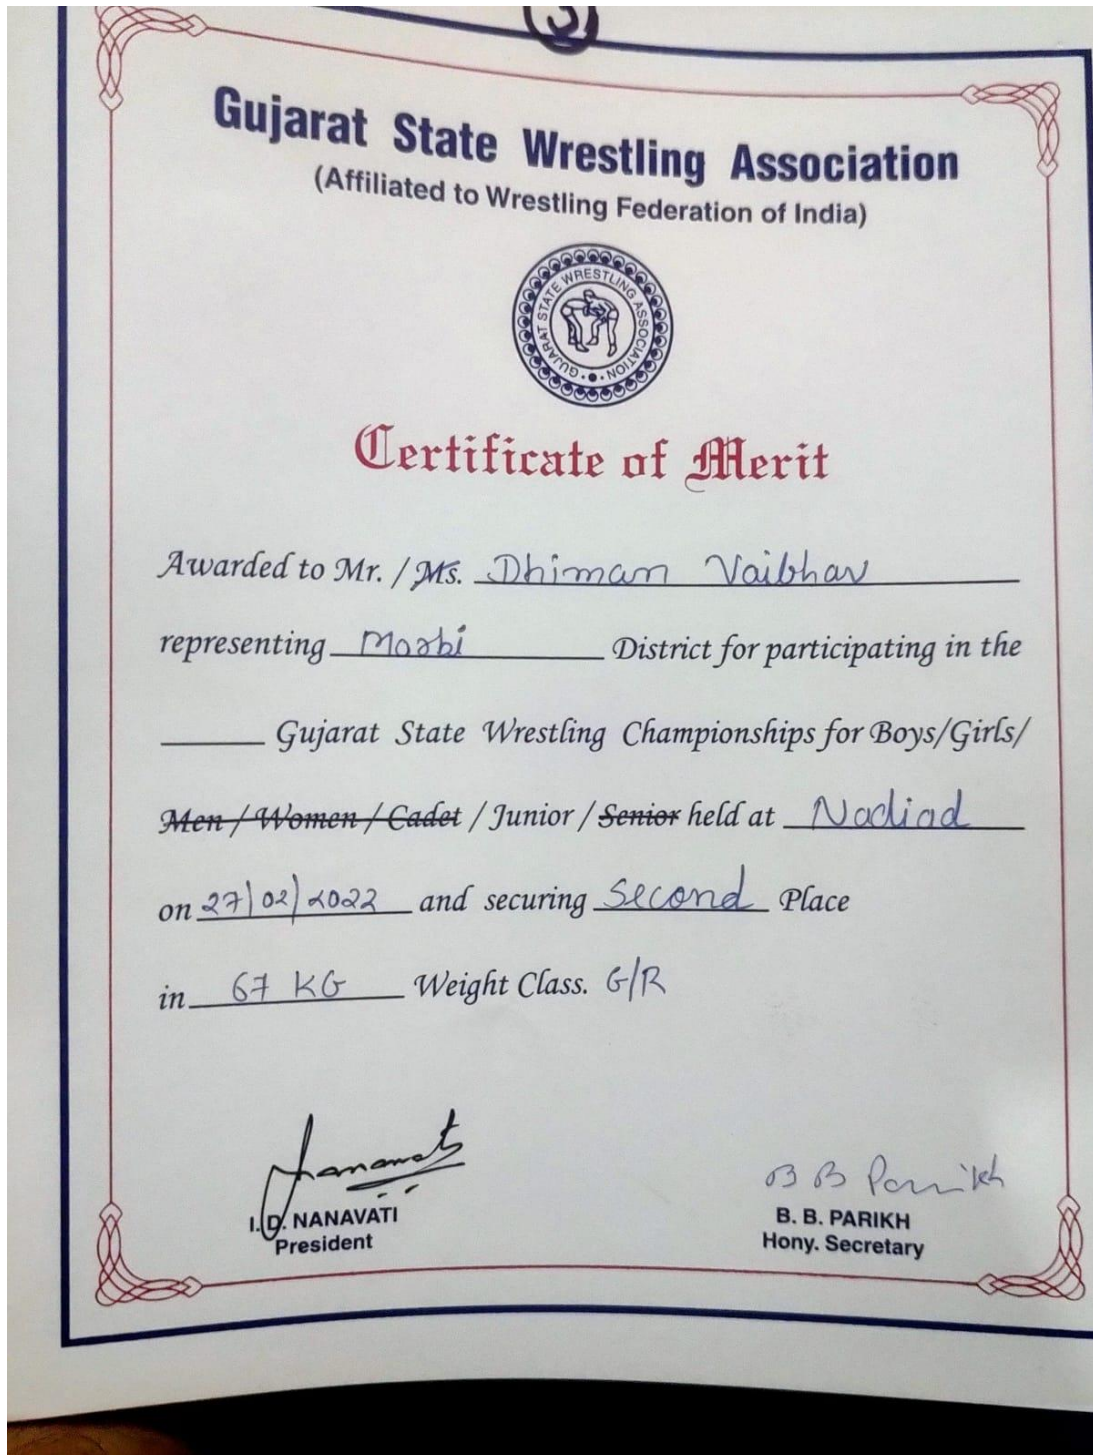 3
Gujarat State Wrestling Association
(Affiliated to Wrestling Federation of India)
GUJARAT STATE WRESTLING ASSOCIATION
Certificate of Merit
Awarded to Mr. / Ms. Dhiman Vaibhav
representing Morbi District for participating in the
Gujarat State Wrestling Championships for Boys/Girls/
Men / Women / Cadet / Junior / Senior held at Nadiad
on 27/02/2022 and securing Second Place
in 67 KG Weight Class. G/R
B B Parikh
I. D. NANAVATI
President
B. B. PARIKH
Hony. Secretary